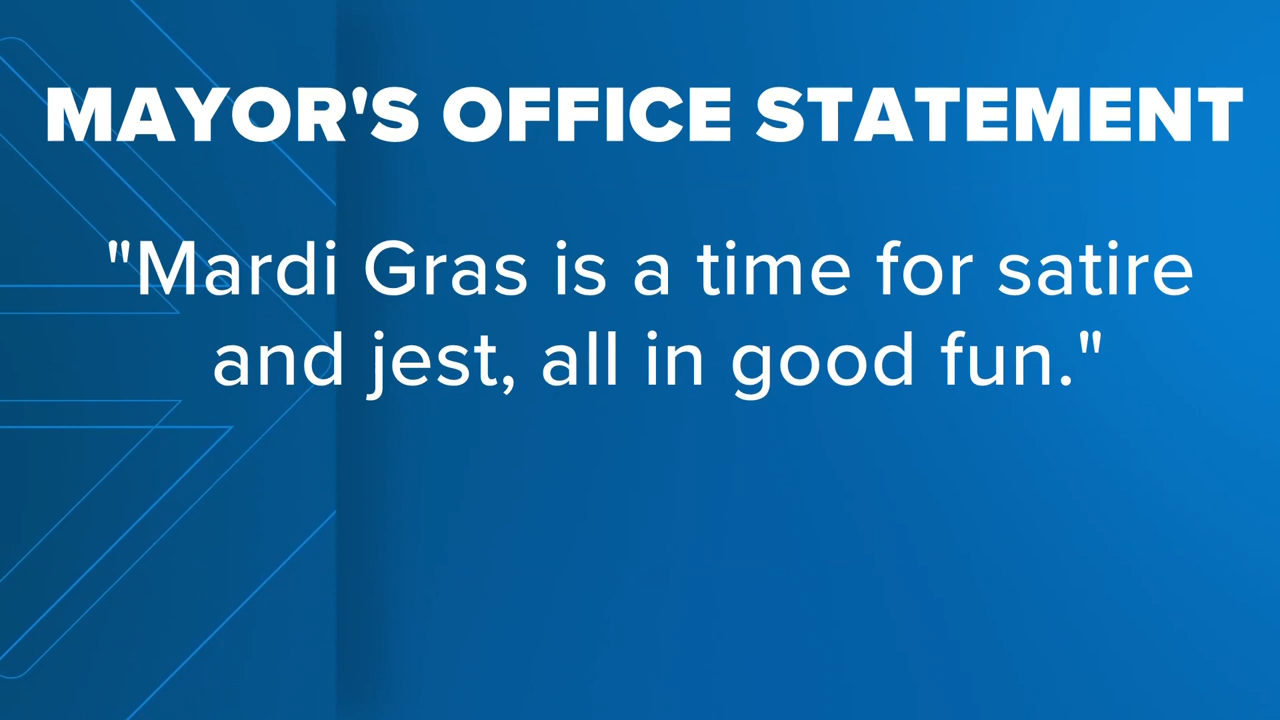 MAYOR'S OFFICE STATEMENT
"Mardi Gras is a time for satire
and jest, all in good fun."